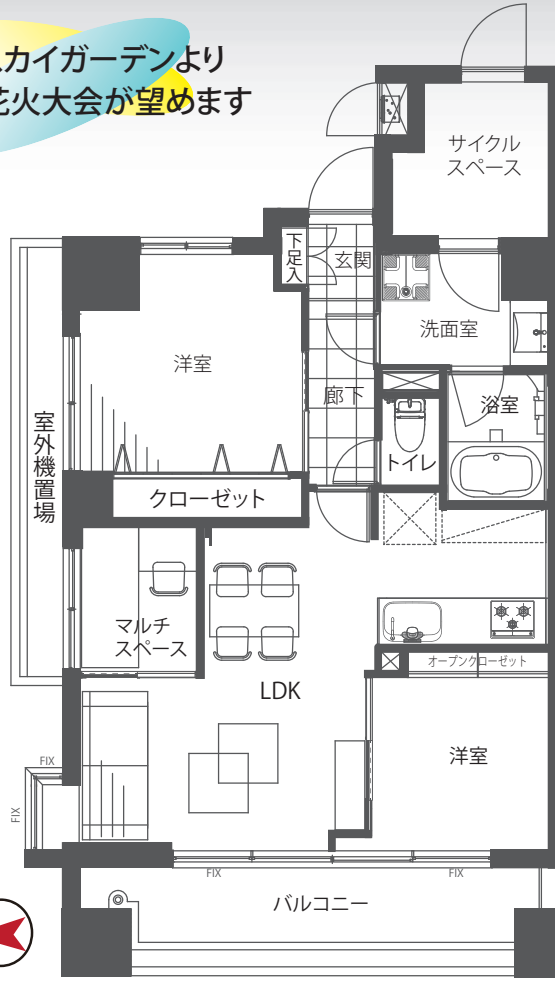 スカイガーデンより
花火大会が望めます
サイクル
スペース
下足入
玄関
洗面室
洋室
廊下
浴室
トイレ
室外機置場
クローゼット
マルチ
スペース
オープンクローゼット
LDK
洋室
FIX
FIX
FIX
FIX
バルコニー